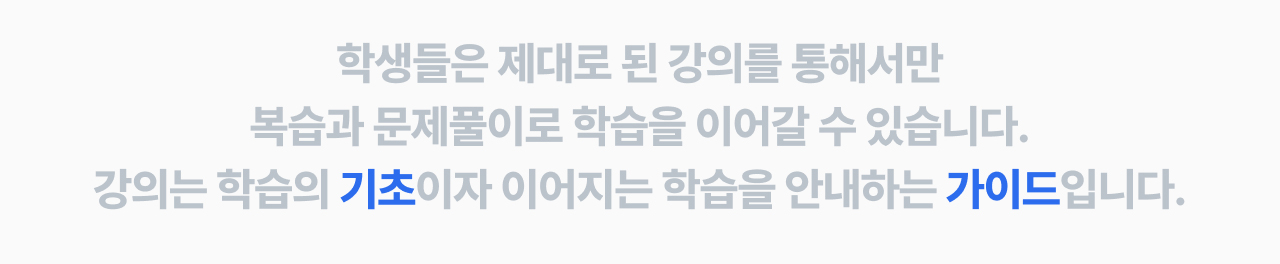 학생들은 제대로 된 강의를 통해서만
복습과 문제풀이로 학습을 이어갈 수 있습니다.
강의는 학습의 기초이자 이어지는 학습을 안내하는 가이드입니다.